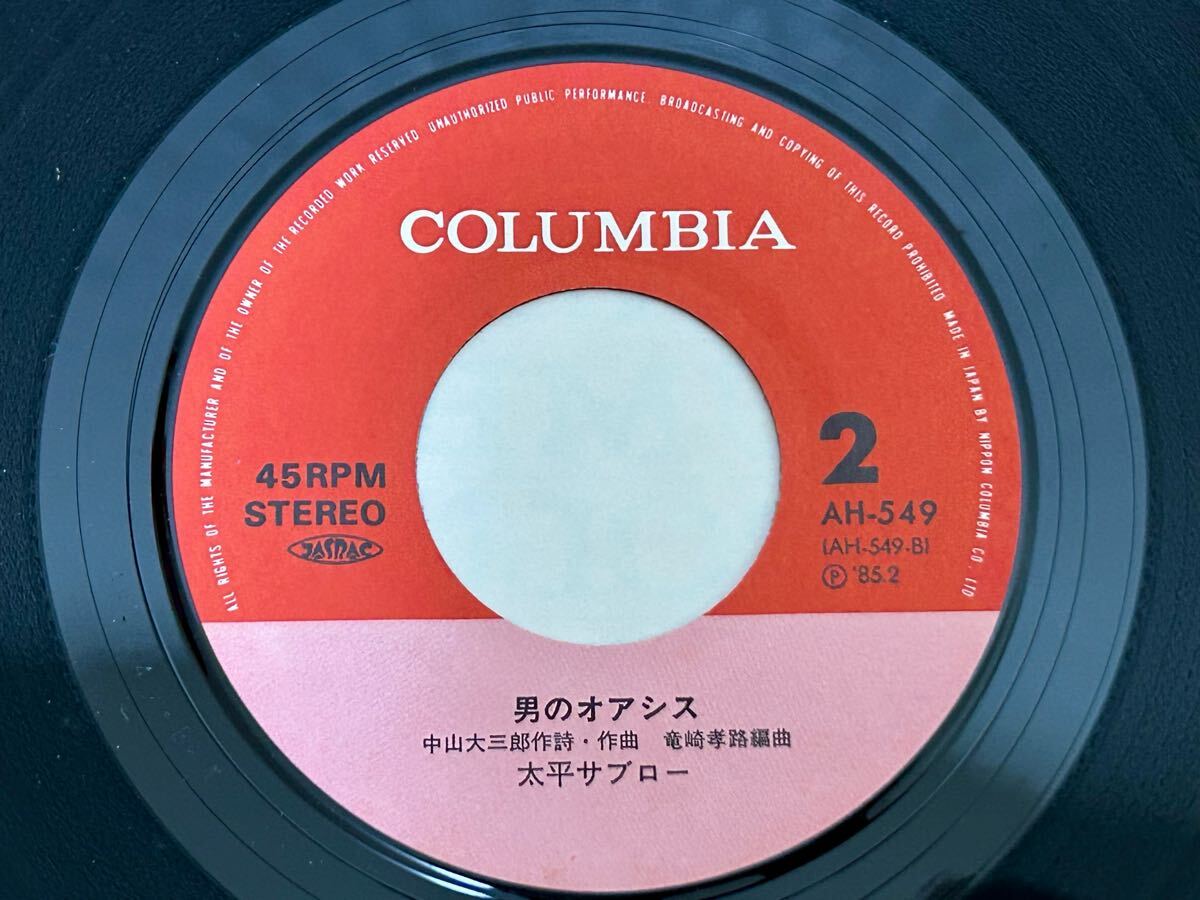 ALL RIGHTS OF THE MANUFACTURER AND OF THE OWNER OF THE RECORDED WORK RESERVED UNAUTHORIZED PUBLIC PERFORMANCE BROADCASTING AND COPYING OF THIS RECORD PROHIBITED MADE IN JAPAN BY NIPPON COLUMBIA CO. LTD
COLUMBIA
45RPM
STEREO
JASRAC
2
AH-549
(AH-549-B)
Ⓟ '85.2
男のオアシス
中山大三郎作詩・作曲 竜崎孝路編曲
太平サブロー